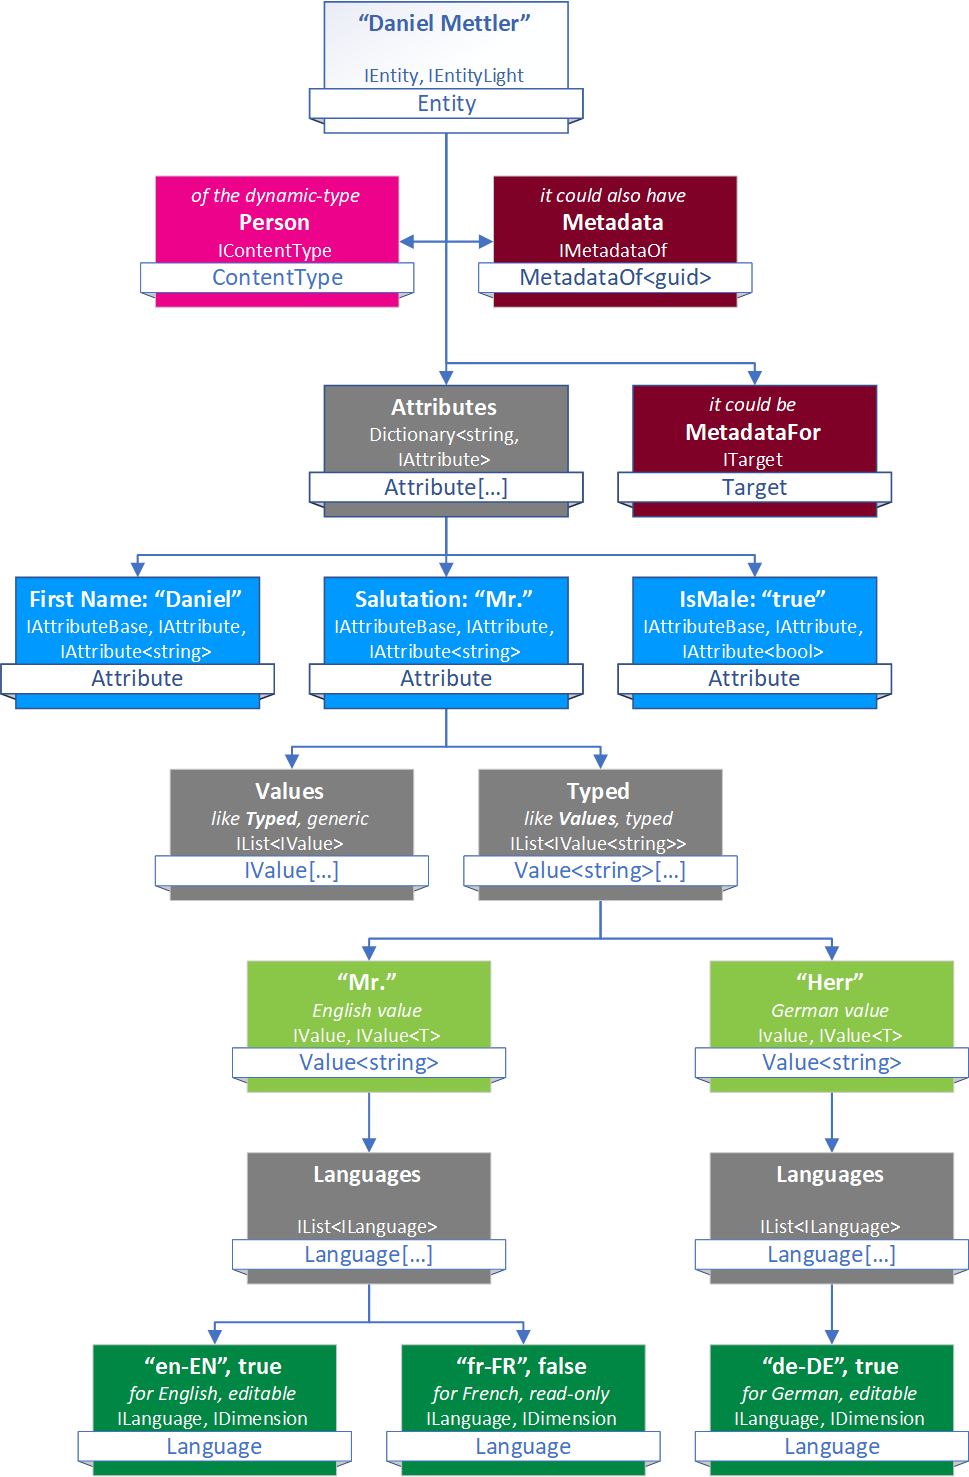 “Daniel Mettler”
IEntity, IEntityLight
Entity
of the dynamic-type
Person
IContentType
ContentType
it could also have
Metadata
IMetadataOf
MetadataOf<guid>
Attributes
Dictionary<string,
IAttribute>
Attribute[...]
it could be
MetadataFor
ITarget
Target
First Name: “Daniel”
IAttributeBase, IAttribute,
IAttribute<string>
Attribute
Salutation: “Mr.”
IAttributeBase, IAttribute,
IAttribute<string>
Attribute
IsMale: “true”
IAttributeBase, IAttribute,
IAttribute<bool>
Attribute
Values
like Typed, generic
IList<IValue>
IValue[...]
Typed
like Values, typed
IList<IValue<string>>
Value<string>[...]
“Mr.”
English value
IValue, IValue<T>
Value<string>
“Herr”
German value
Ivalue, IValue<T>
Value<string>
Languages
IList<ILanguage>
Language[...]
Languages
IList<ILanguage>
Language[...]
“en-EN”, true
for English, editable
ILanguage, IDimension
Language
“fr-FR”, false
for French, read-only
ILanguage, IDimension
Language
“de-DE”, true
for German, editable
ILanguage, IDimension
Language